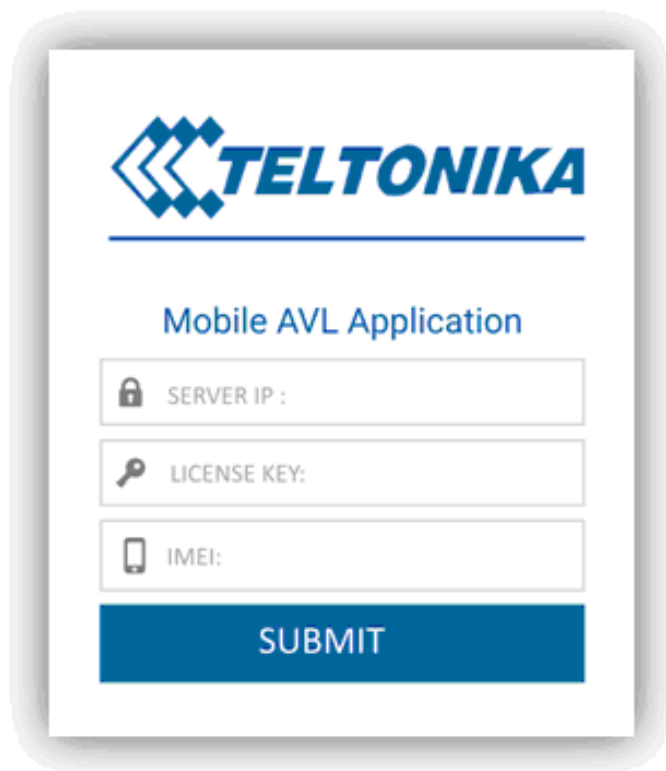 TELTONIKA
Mobile AVL Application
SERVER IP :
LICENSE KEY:
IMEI:
SUBMIT